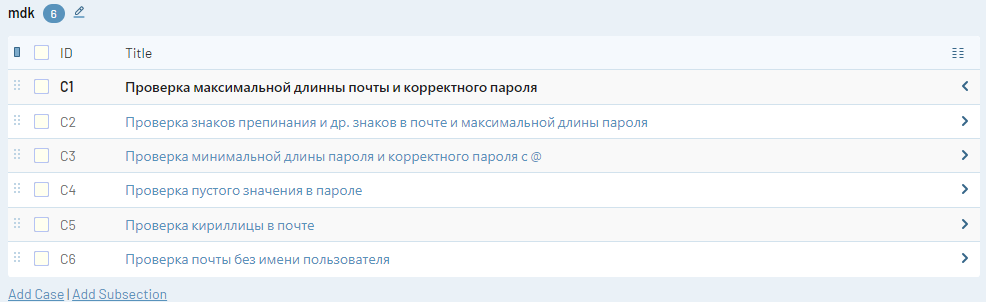 mdk 6
ID Title
C1 Проверка максимальной длинны почты и корректного пароля
C2 Проверка знаков препинания и др. знаков в почте и максимальной длины пароля
C3 Проверка минимальной длины пароля и корректного пароля с @
C4 Проверка пустого значения в пароле
C5 Проверка кириллицы в почте
C6 Проверка почты без имени пользователя
Add Case | Add Subsection